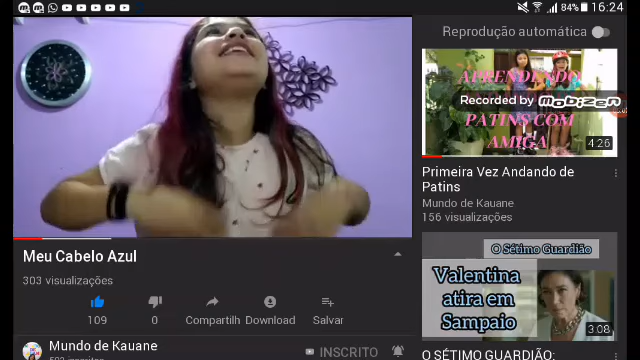 84% 16:24
Reprodução automática
APRENDENDO
Recorded by mobizen
PATINS COM
AMIGA
4:26
Primeira Vez Andando de
Patins
Mundo de Kauane
156 visualizações
Meu Cabelo Azul
303 visualizações
109
0
Compartilh
Download
Salvar
Mundo de Kauane
INSCRITO
O Sétimo Guardião
Valentina
atira em
Sampaio
3:08
O SÉTIMO GUARDIÃO: